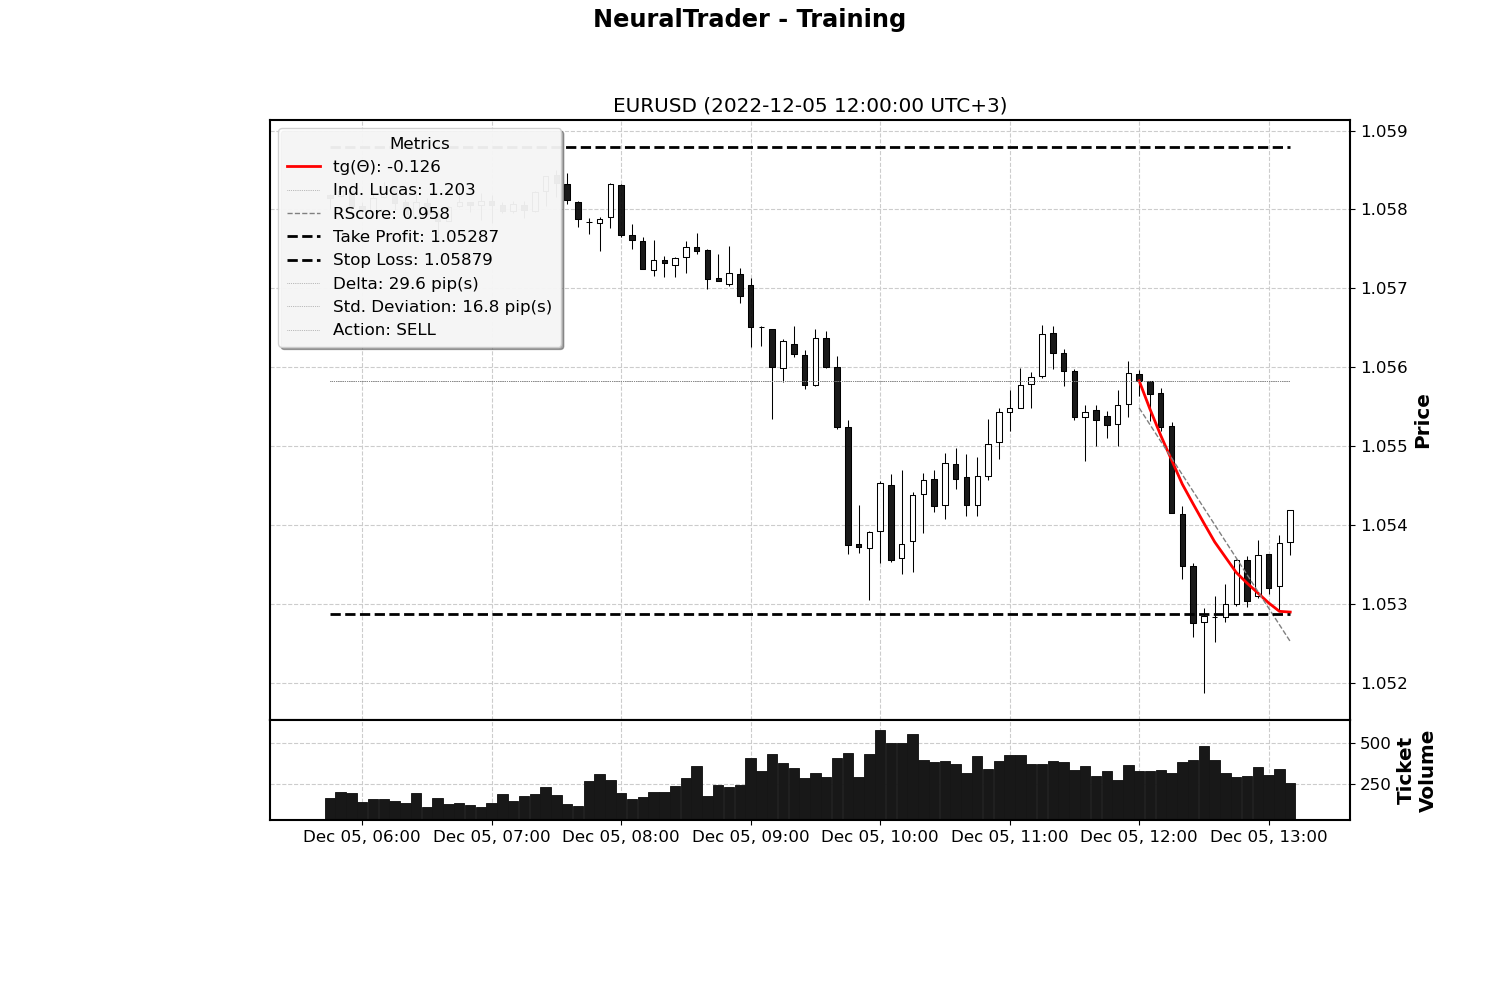 NeuralTrader - Training
EURUSD (2022-12-05 12:00:00 UTC+3)
Metrics
tg(Θ): -0.126
Ind. Lucas: 1.203
RScore: 0.958
Take Profit: 1.05287
Stop Loss: 1.05879
Delta: 29.6 pip(s)
Std. Deviation: 16.8 pip(s)
Action: SELL
1.059
1.058
1.057
1.056
1.055
1.054
1.053
1.052
Price
500
250
Ticket
Volume
Dec 05, 06:00
Dec 05, 07:00
Dec 05, 08:00
Dec 05, 09:00
Dec 05, 10:00
Dec 05, 11:00
Dec 05, 12:00
Dec 05, 13:00